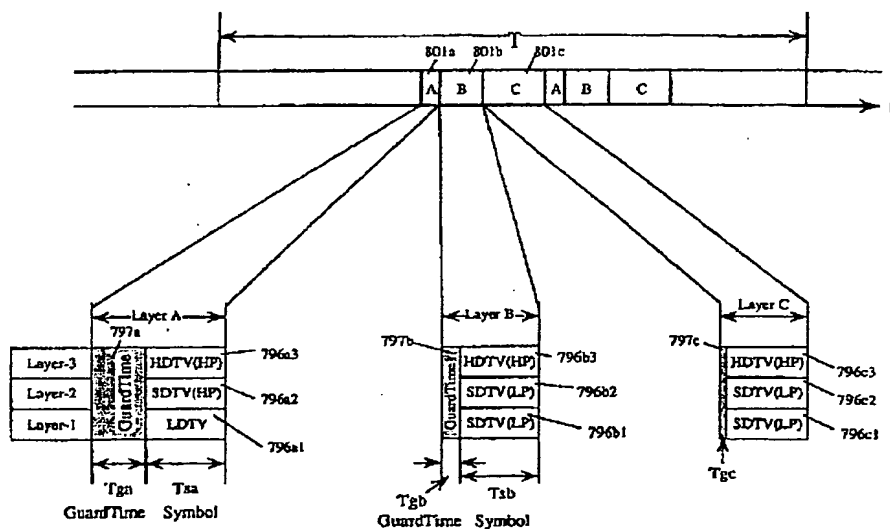 T
801a 801b 801c
A B C A B C
Layer A Layer B Layer C
797a 797b 797c
Layer-3 HDTV(HP) 796a3 HDTV(HP) 796b3 HDTV(HP) 796c3
Layer-2 GuardTime SDTV(HP) 796a2 GuardTime SDTV(LP) 796b2 SDTV(LP) 796c2
Layer-1 LDTV 796a1 SDTV(LP) 796b1 SDTV(LP) 796c1
Tga Tsa Tgb Tsb Tgc
GuardTime Symbol GuardTime Symbol